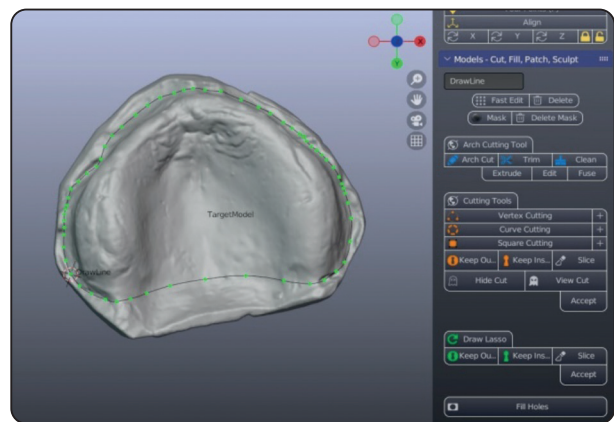 Align
X Y Z
X
Y
Models - Cut, Fill, Patch, Sculpt
DrawLine
Fast Edit Delete
Mask Delete Mask
Arch Cutting Tool
Arch Cut Trim Clean
Extrude Edit Fuse
Cutting Tools
Vertex Cutting +
Curve Cutting +
Square Cutting +
Keep Ou.. Keep Ins.. Slice
Hide Cut View Cut
Accept
Draw Lasso
Keep Ou.. Keep Ins.. Slice
Accept
Fill Holes
TargetModel
DrawLine